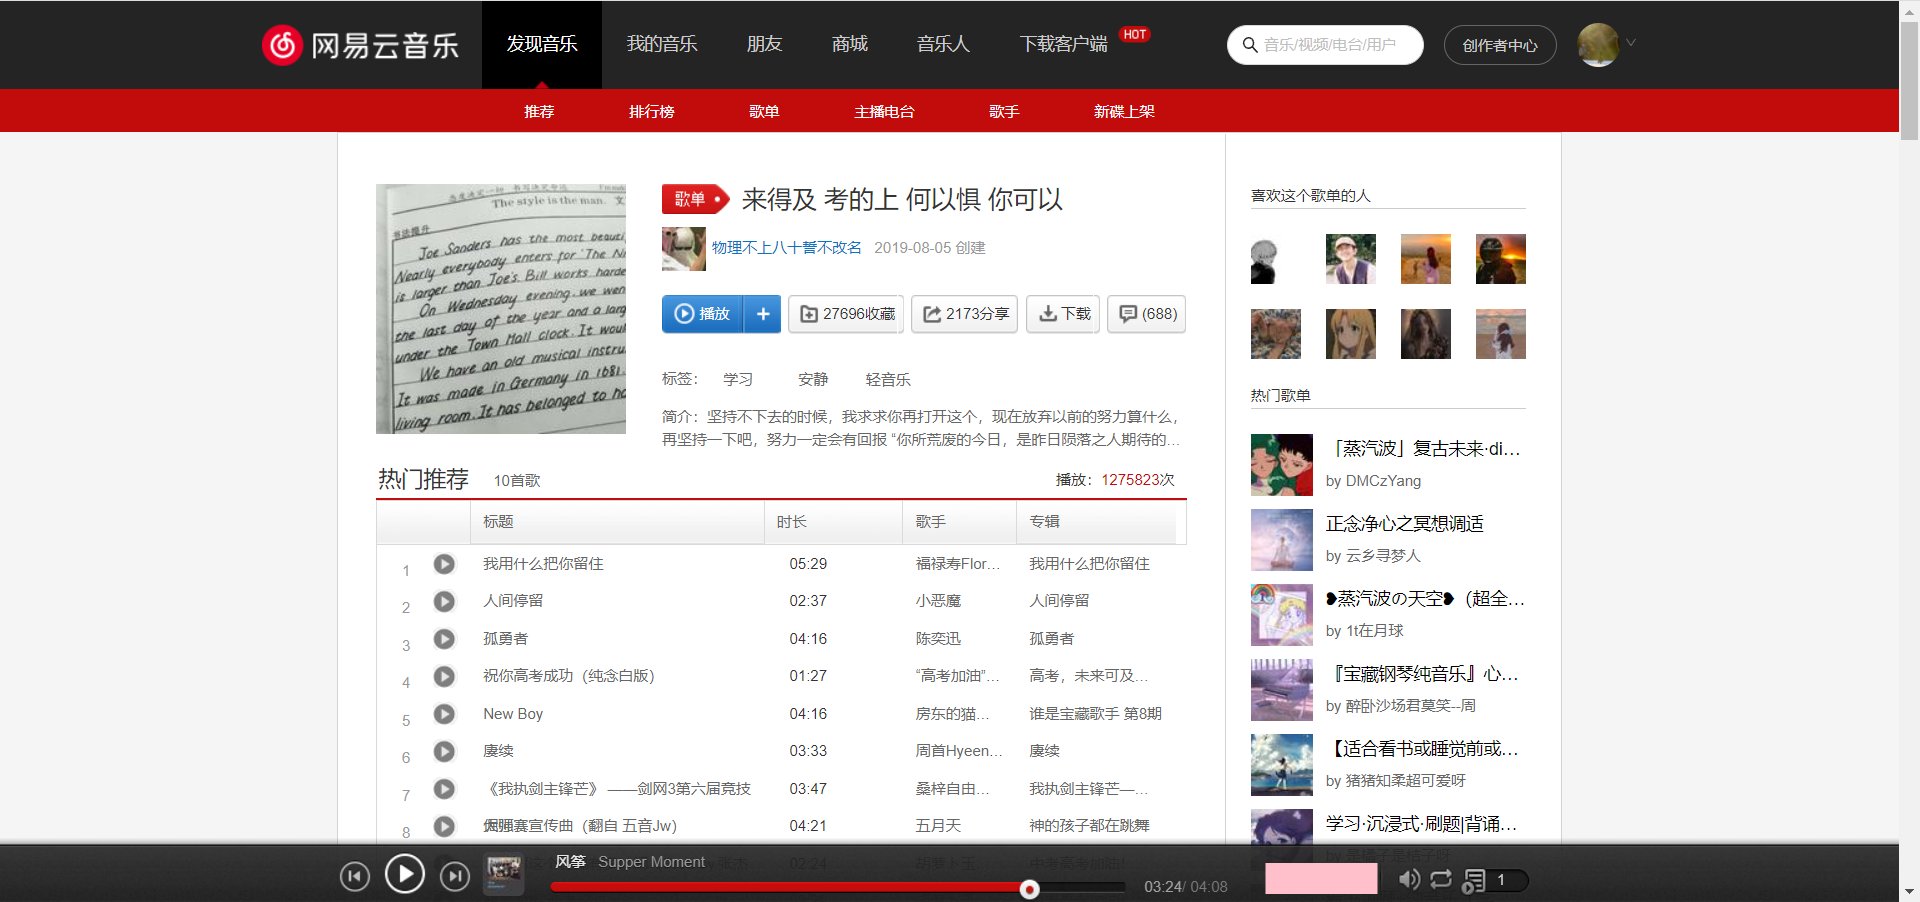 网易云音乐
发现音乐 我的音乐 朋友 商城 音乐人 下载客户端 HOT
音乐/视频/电台/用户
创作者中心
推荐 排行榜 歌单 主播电台 歌手 新碟上架
The style is the man. 文
Joe Sanders has the most beauti
Nearly everybody enters for 'The Ni
is larger than Joe's. Bill works harde
On Wednesday evening, we wen
the last day of the year and a larg
under the Town Hall clock. It woul
We have an old musical instru
It was made in Germany in 1681.
living room. It has belonged to ho
歌单 来得及 考的上 何以惧 你可以
物理不上八十誓不改名 2019-08-05 创建
播放 + 27696收藏 2173分享 下载 (688)
标签： 学习 安静 轻音乐
简介：坚持不下去的时候，我求求你再打开这个，现在放弃以前的努力算什么，
再坚持一下吧，努力一定会有回报 “你所荒废的今日，是昨日陨落之人期待的...
热门推荐 10首歌 播放：1275823次
标题 时长 歌手 专辑
1 我用什么把你留住 05:29 福禄寿Flor... 我用什么把你留住
2 人间停留 02:37 小恶魔 人间停留
3 孤勇者 04:16 陈奕迅 孤勇者
4 祝你高考成功（纯念白版） 01:27 “高考加油”... 高考，未来可及...
5 New Boy 04:16 房东的猫... 谁是宝藏歌手 第8期
6 赓续 03:33 周首Hyeen... 赓续
7 《我执剑主锋芒》 ——剑网3第六届竞技 03:47 桑梓自由... 我执剑主锋芒—...
8 04:21 五月天 神的孩子都在跳舞
宣传曲（翻自 五音Jw）
02:24
喜欢这个歌单的人
热门歌单
「蒸汽波」复古未来·di...
by DMCzYang
正念净心之冥想调适
by 云乡寻梦人
❥蒸汽波の天空❥（超全...
by 1t在月球
『宝藏钢琴纯音乐』心...
by 醉卧沙场君莫笑--周
【适合看书或睡觉前或...
by 猪猪知柔超可爱呀
学习·沉浸式·刷题|背诵...
风筝 Supper Moment
03:24/ 04:08
1